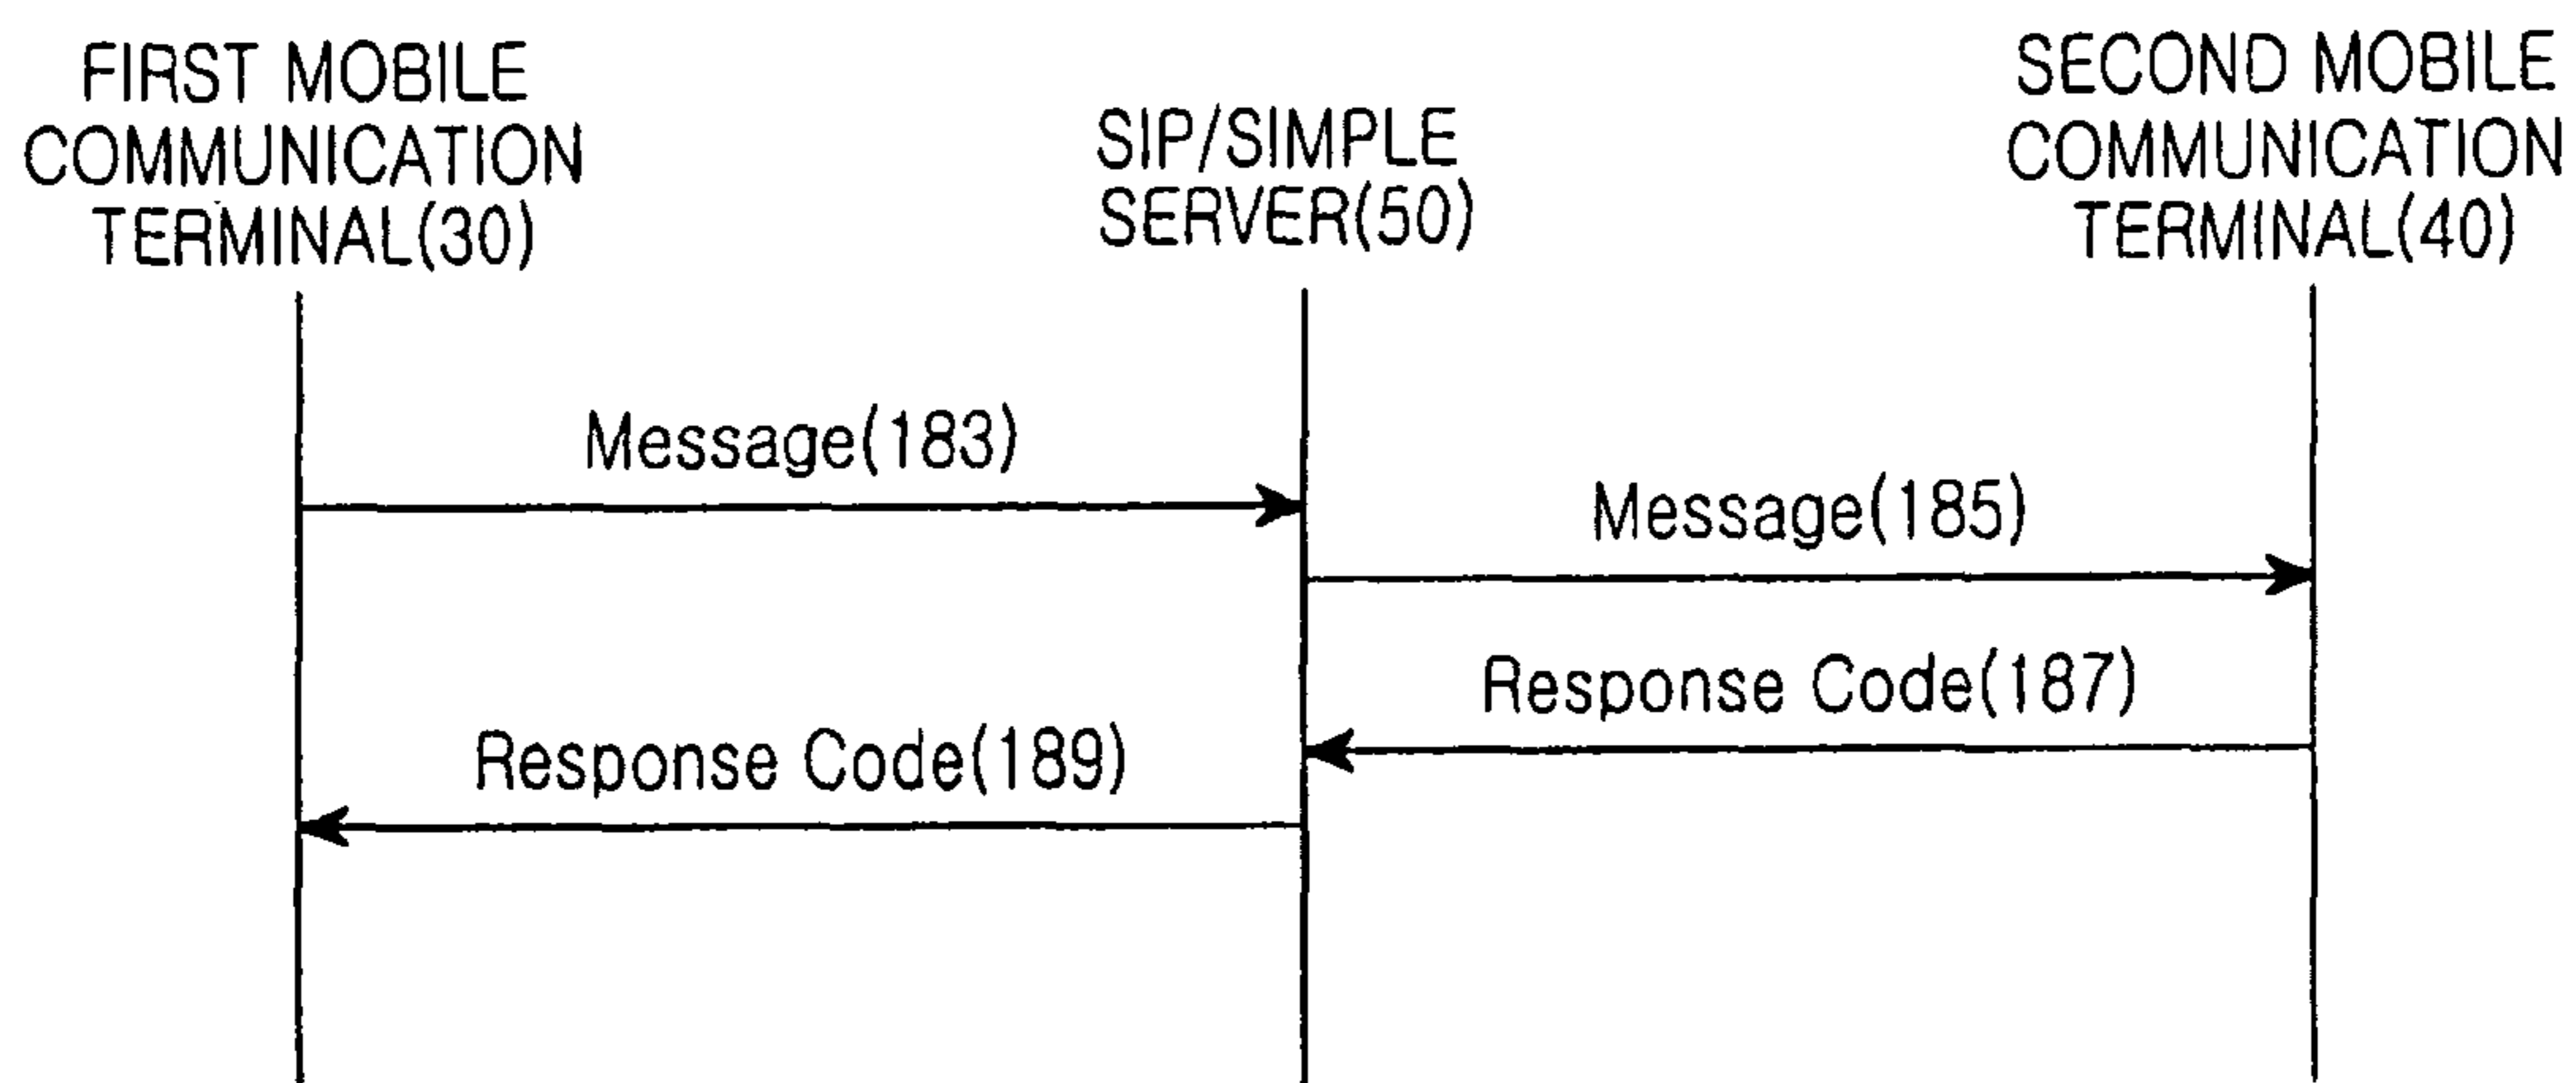 FIRST MOBILE
COMMUNICATION
TERMINAL(30)
SIP/SIMPLE
SERVER(50)
SECOND MOBILE
COMMUNICATION
TERMINAL(40)
Message(183)
Message(185)
Response Code(187)
Response Code(189)